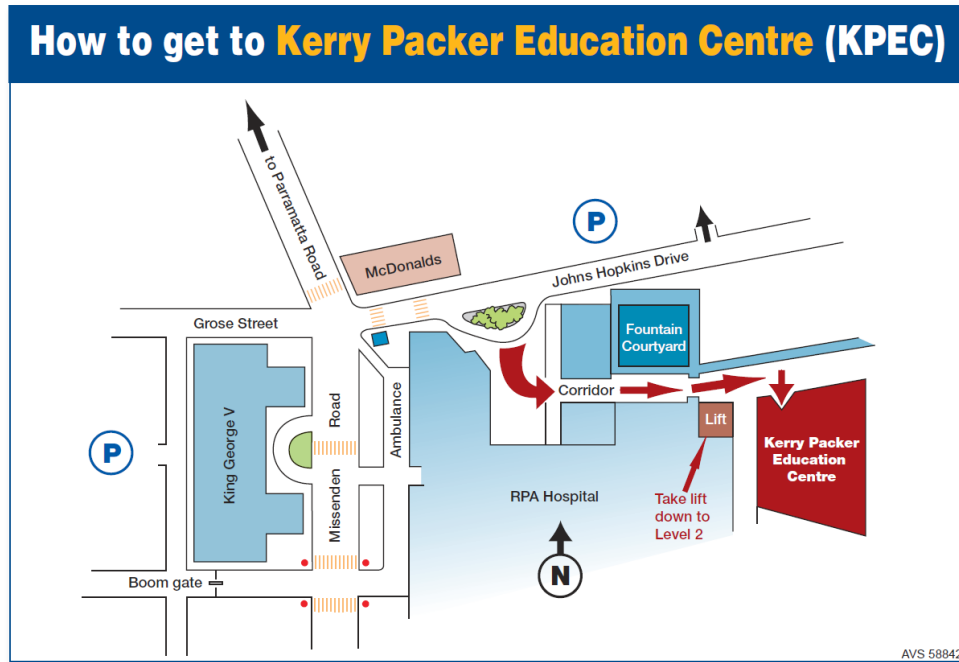 How to get to Kerry Packer Education Centre (KPEC)
to Parramatta Road
McDonalds
P
Johns Hopkins Drive
Grose Street
Fountain
Courtyard
Corridor
Lift
Kerry Packer
Education
Centre
Ambulance
Road
Missenden
King George V
P
RPA Hospital
Take lift
down to
Level 2
N
Boom gate
AVS 58842